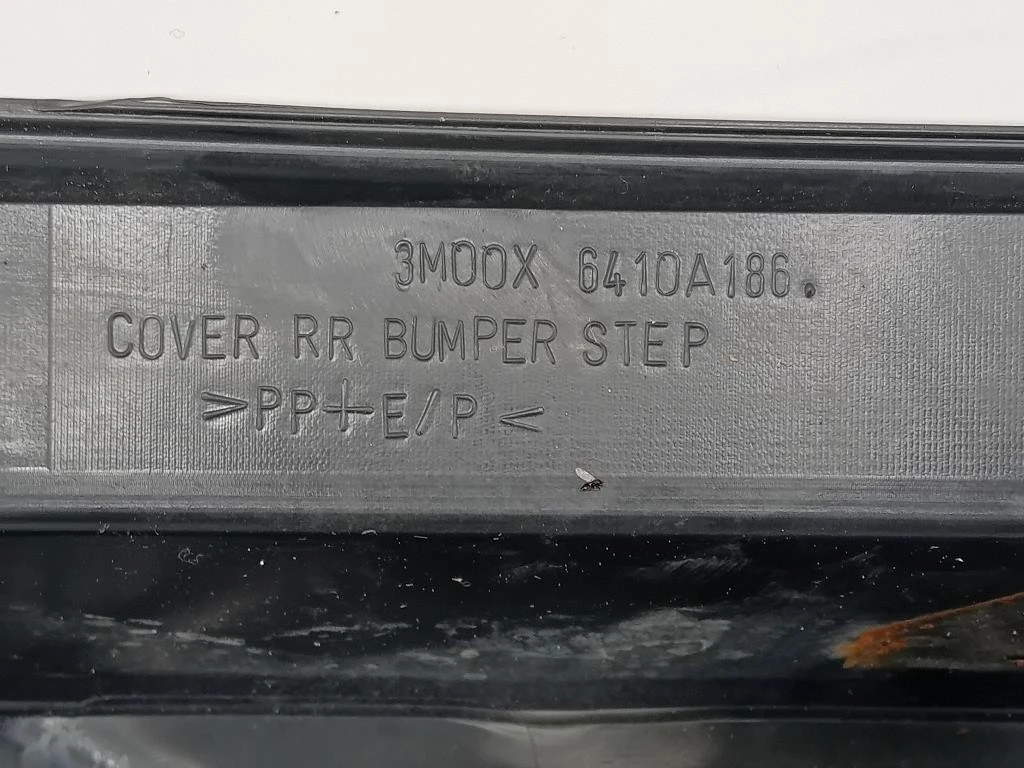 3M00X 6410A186.
COVER RR BUMPER STEP
>PP+E/P<